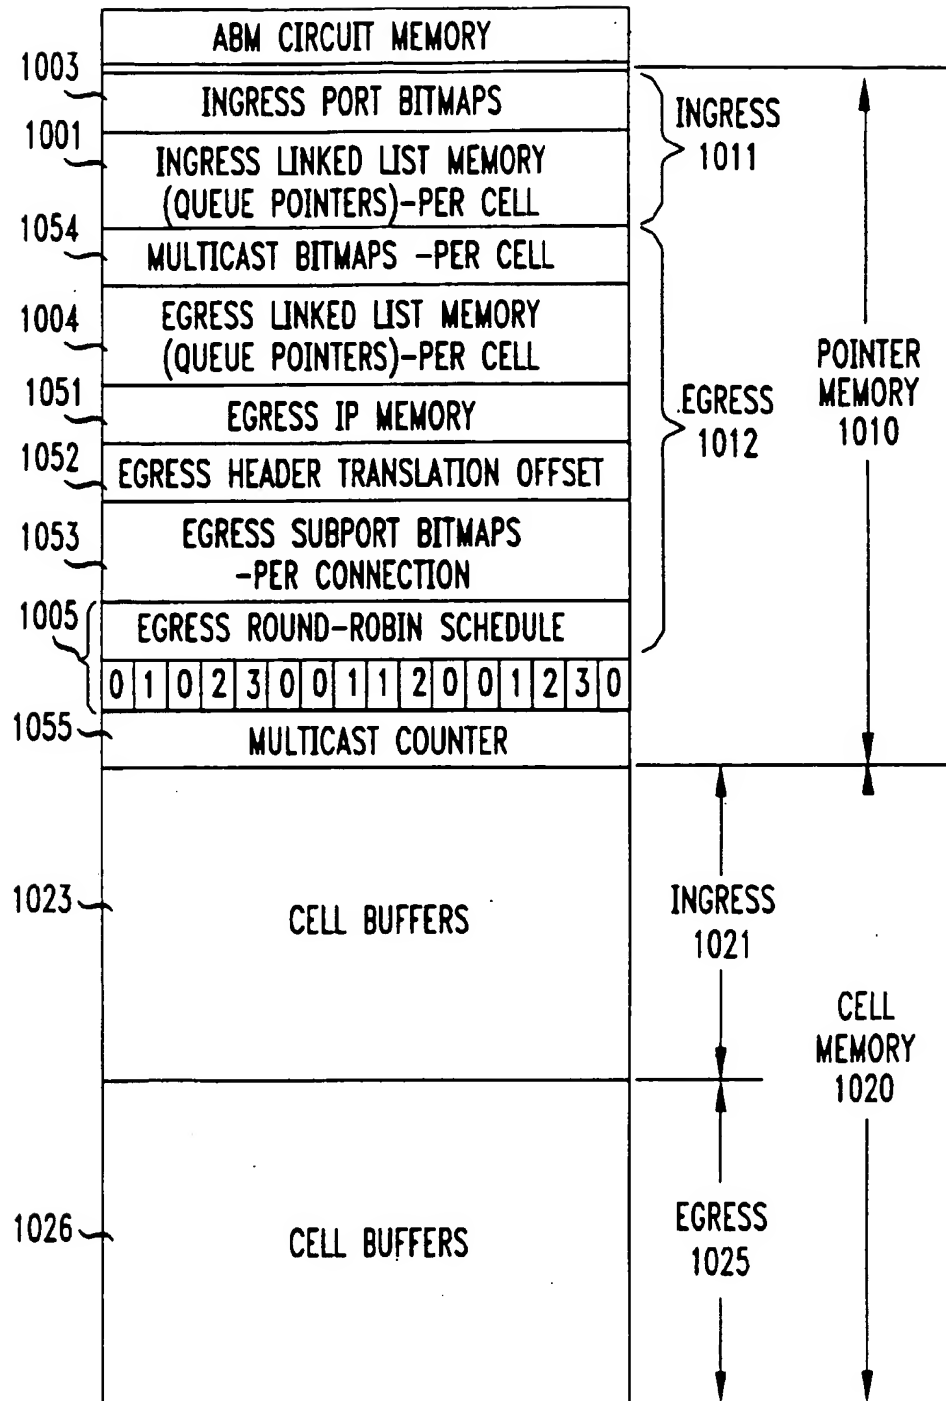 ABM CIRCUIT MEMORY
1003
INGRESS PORT BITMAPS
1001
INGRESS LINKED LIST MEMORY
(QUEUE POINTERS)-PER CELL
INGRESS
1011
1054
MULTICAST BITMAPS -PER CELL
1004
EGRESS LINKED LIST MEMORY
(QUEUE POINTERS)-PER CELL
1051
EGRESS IP MEMORY
EGRESS
1012
POINTER
MEMORY
1010
1052
EGRESS HEADER TRANSLATION OFFSET
1053
EGRESS SUBPORT BITMAPS
-PER CONNECTION
1005
EGRESS ROUND-ROBIN SCHEDULE
0 1 0 2 3 0 0 1 1 2 0 0 1 2 3 0
1055
MULTICAST COUNTER
1023
CELL BUFFERS
INGRESS
1021
CELL
MEMORY
1020
1026
CELL BUFFERS
EGRESS
1025